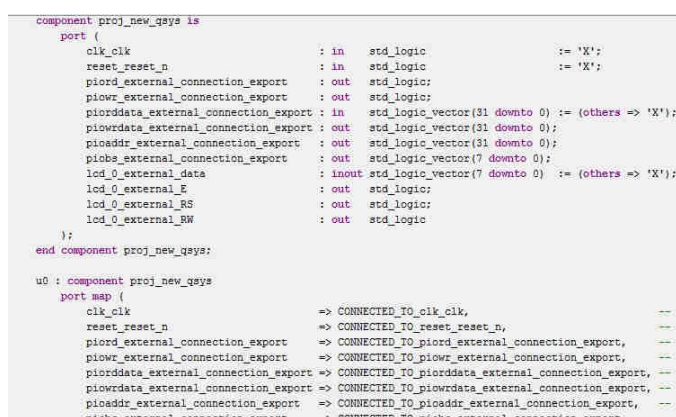 component proj_new_qsys is
port (
clk_clk : in std_logic := 'X';
reset_reset_n : in std_logic := 'X';
piord_external_connection_export : out std_logic;
piowr_external_connection_export : out std_logic;
piorddata_external_connection_export : in std_logic_vector(31 downto 0) := (others => 'X');
piowrdata_external_connection_export : out std_logic_vector(31 downto 0);
pioaddr_external_connection_export : out std_logic_vector(31 downto 0);
piobs_external_connection_export : out std_logic_vector(7 downto 0);
lcd_0_external_data : inout std_logic_vector(7 downto 0) := (others => 'X');
lcd_0_external_E : out std_logic;
lcd_0_external_RS : out std_logic;
lcd_0_external_RW : out std_logic
);
end component proj_new_qsys;
u0 : component proj_new_qsys
port map (
clk_clk => CONNECTED_TO_clk_clk, --
reset_reset_n => CONNECTED_TO_reset_reset_n, --
piord_external_connection_export => CONNECTED_TO_piord_external_connection_export, --
piowr_external_connection_export => CONNECTED_TO_piowr_external_connection_export, --
piorddata_external_connection_export => CONNECTED_TO_piorddata_external_connection_export, --
piowrdata_external_connection_export => CONNECTED_TO_piowrdata_external_connection_export, --
pioaddr_external_connection_export => CONNECTED_TO_pioaddr_external_connection_export, --